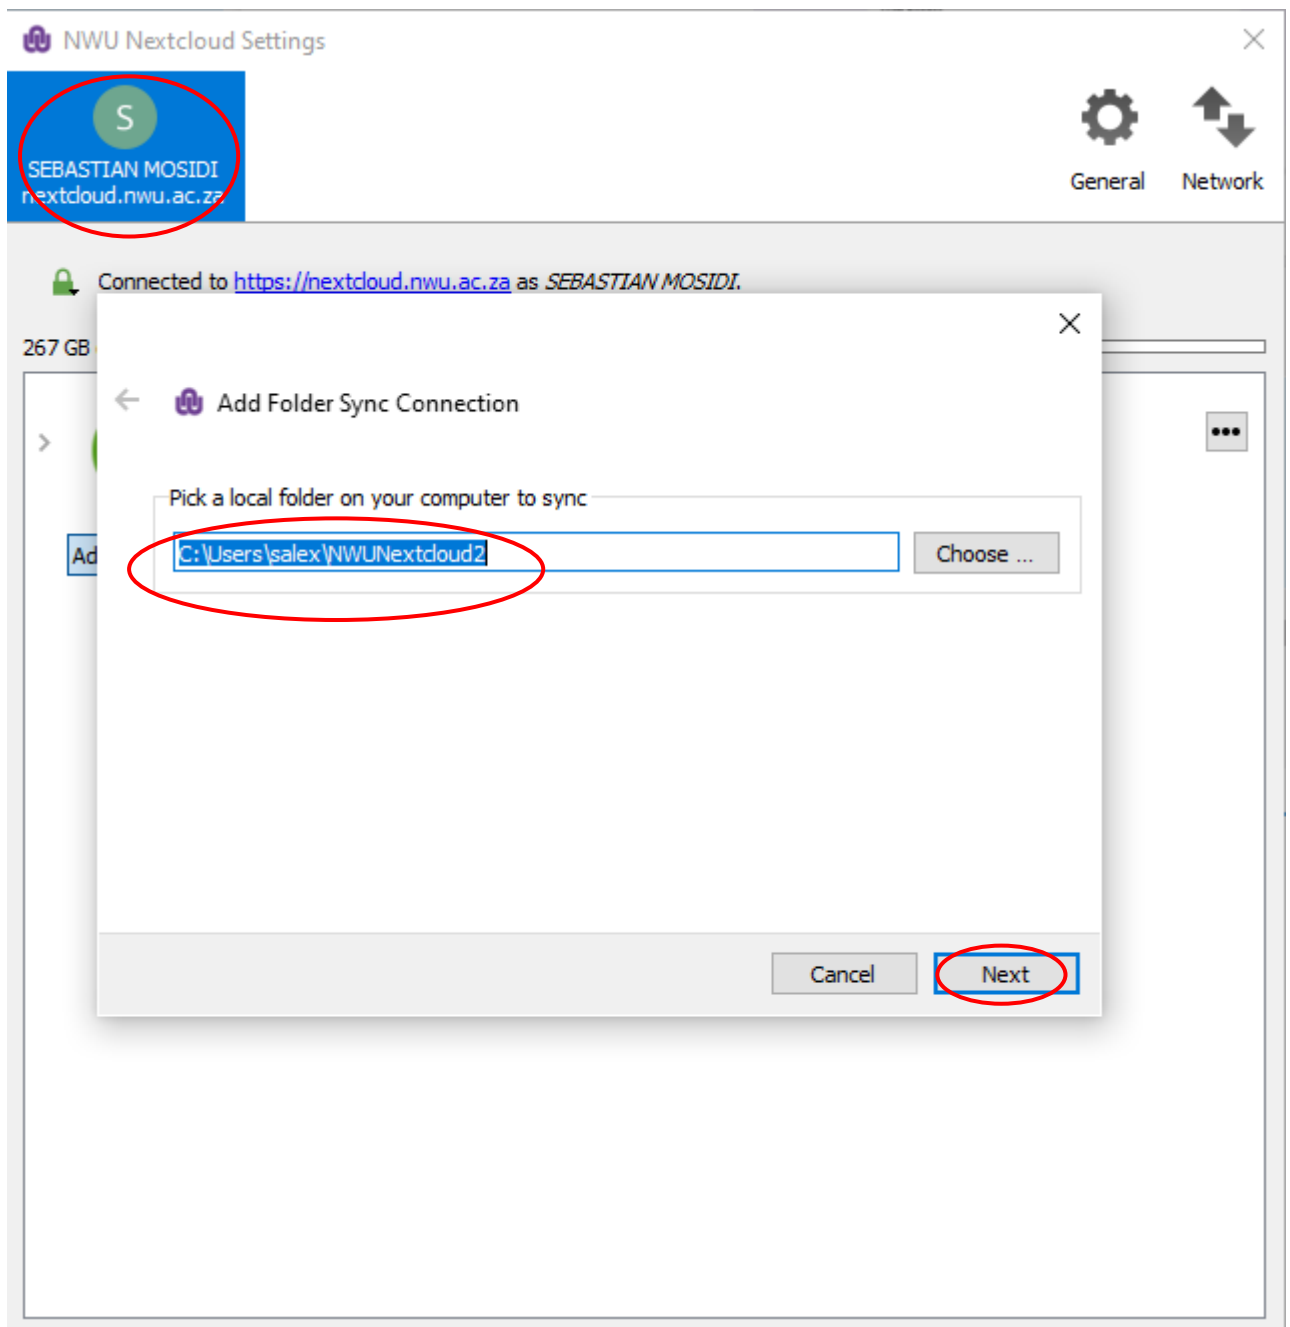 NWU Nextcloud Settings
S
SEBASTIAN MOSIDI
nextcloud.nwu.ac.za
General
Network
Connected to https://nextcloud.nwu.ac.za as SEBASTIAN MOSIDI.
267 GB
Add Folder Sync Connection
Pick a local folder on your computer to sync
Ad
C:\Users\salex\NWUNextcloud2
Choose ...
Cancel
Next